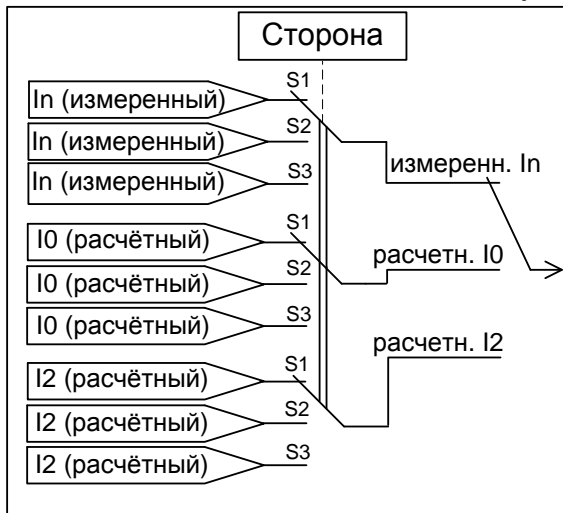 Сторона
S1
In (измеренный)
S2
In (измеренный)
S3
In (измеренный)
измеренн. In
S1
I0 (расчётный)
S2
I0 (расчётный)
расчетн. I0
S3
I0 (расчётный)
S1
I2 (расчётный)
расчетн. I2
S2
I2 (расчётный)
S3
I2 (расчётный)